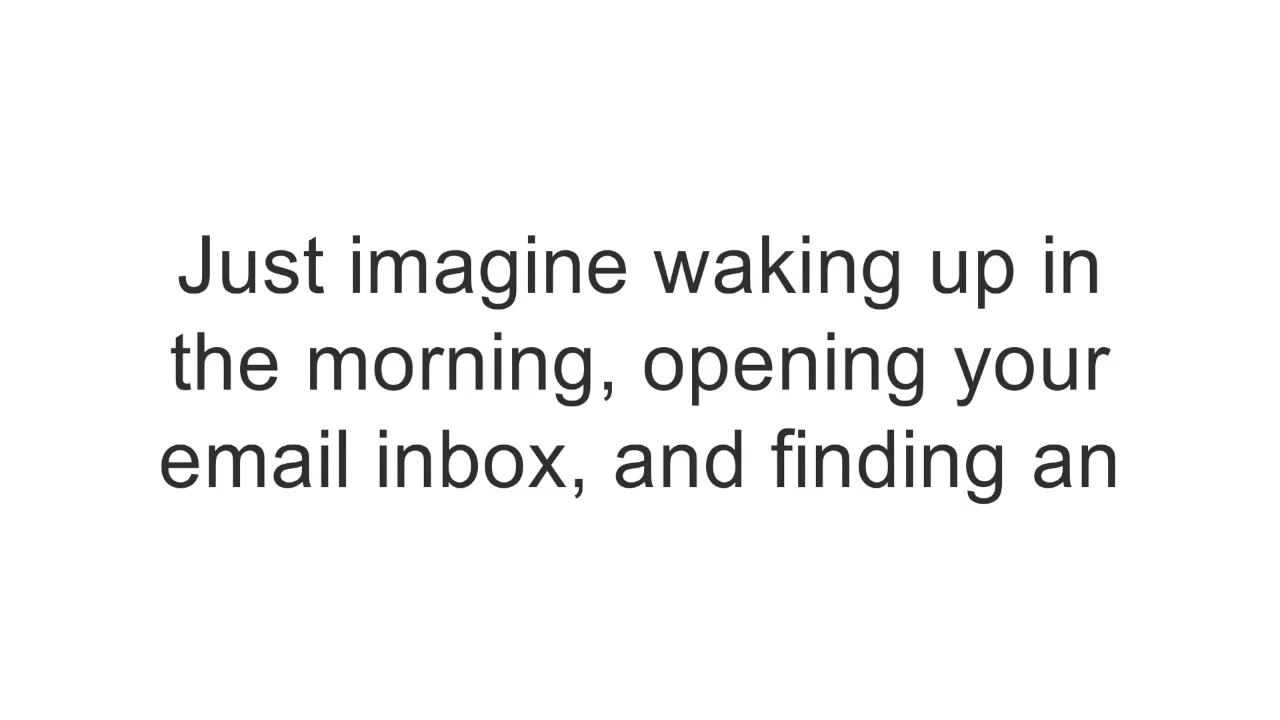 Just imagine waking up in
the morning, opening your
email inbox, and finding an